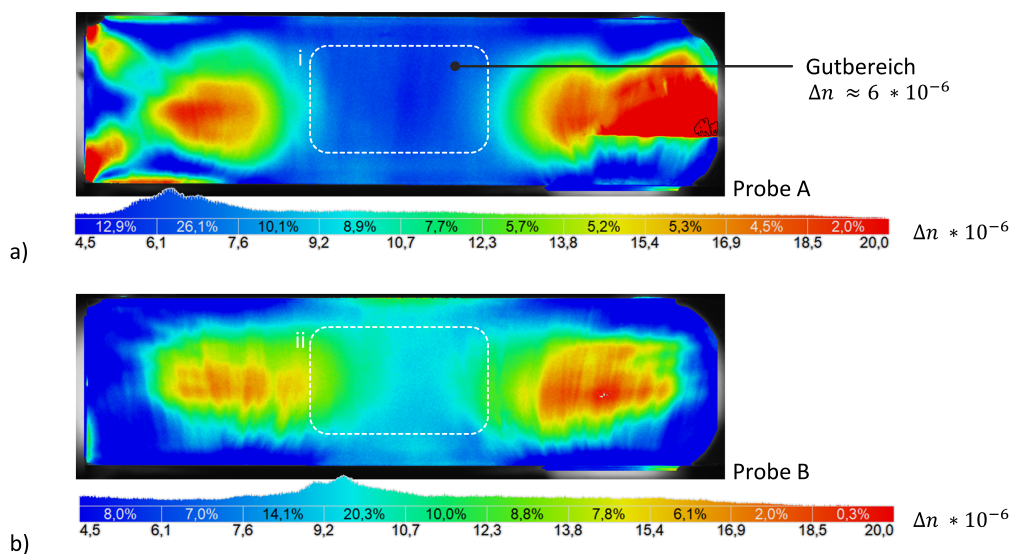 i
Gutbereich
Δn ≈ 6 * 10⁻⁶
Probe A
12,9% 26,1% 10,1% 8,9% 7,7% 5,7% 5,2% 5,3% 4,5% 2,0%
4,5 6,1 7,6 9,2 10,7 12,3 13,8 15,4 16,9 18,5 20,0
Δn * 10⁻⁶
a)
ii
Probe B
8,0% 7,0% 14,1% 20,3% 10,0% 8,8% 7,8% 6,1% 2,0% 0,3%
4,5 6,1 7,6 9,2 10,7 12,3 13,8 15,4 16,9 18,5 20,0
Δn * 10⁻⁶
b)